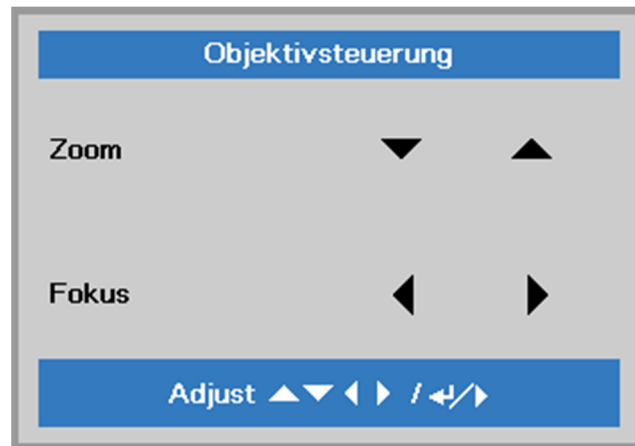 Objektivsteuerung
Zoom ▼ ▲
Fokus ◀ ▶
Adjust ▲▼◀ ▶ / ↵/▶